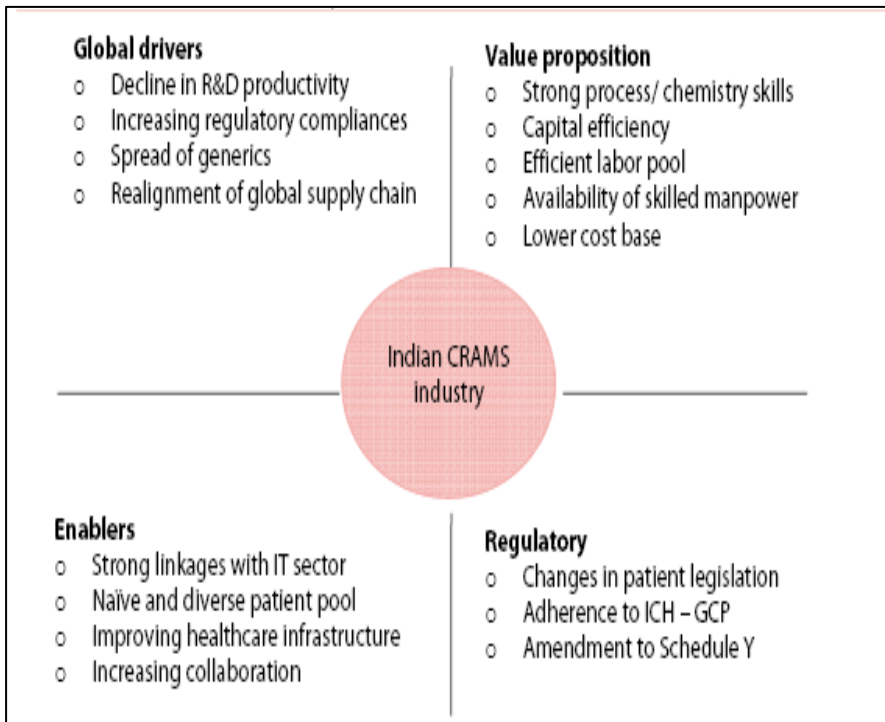 Global drivers
o Decline in R&D productivity
o Increasing regulatory compliances
o Spread of generics
o Realignment of global supply chain
Value proposition
o Strong process/ chemistry skills
o Capital efficiency
o Efficient labor pool
o Availability of skilled manpower
o Lower cost base
Indian CRAMS
industry
Enablers
o Strong linkages with IT sector
o Naïve and diverse patient pool
o Improving healthcare infrastructure
o Increasing collaboration
Regulatory
o Changes in patient legislation
o Adherence to ICH – GCP
o Amendment to Schedule Y